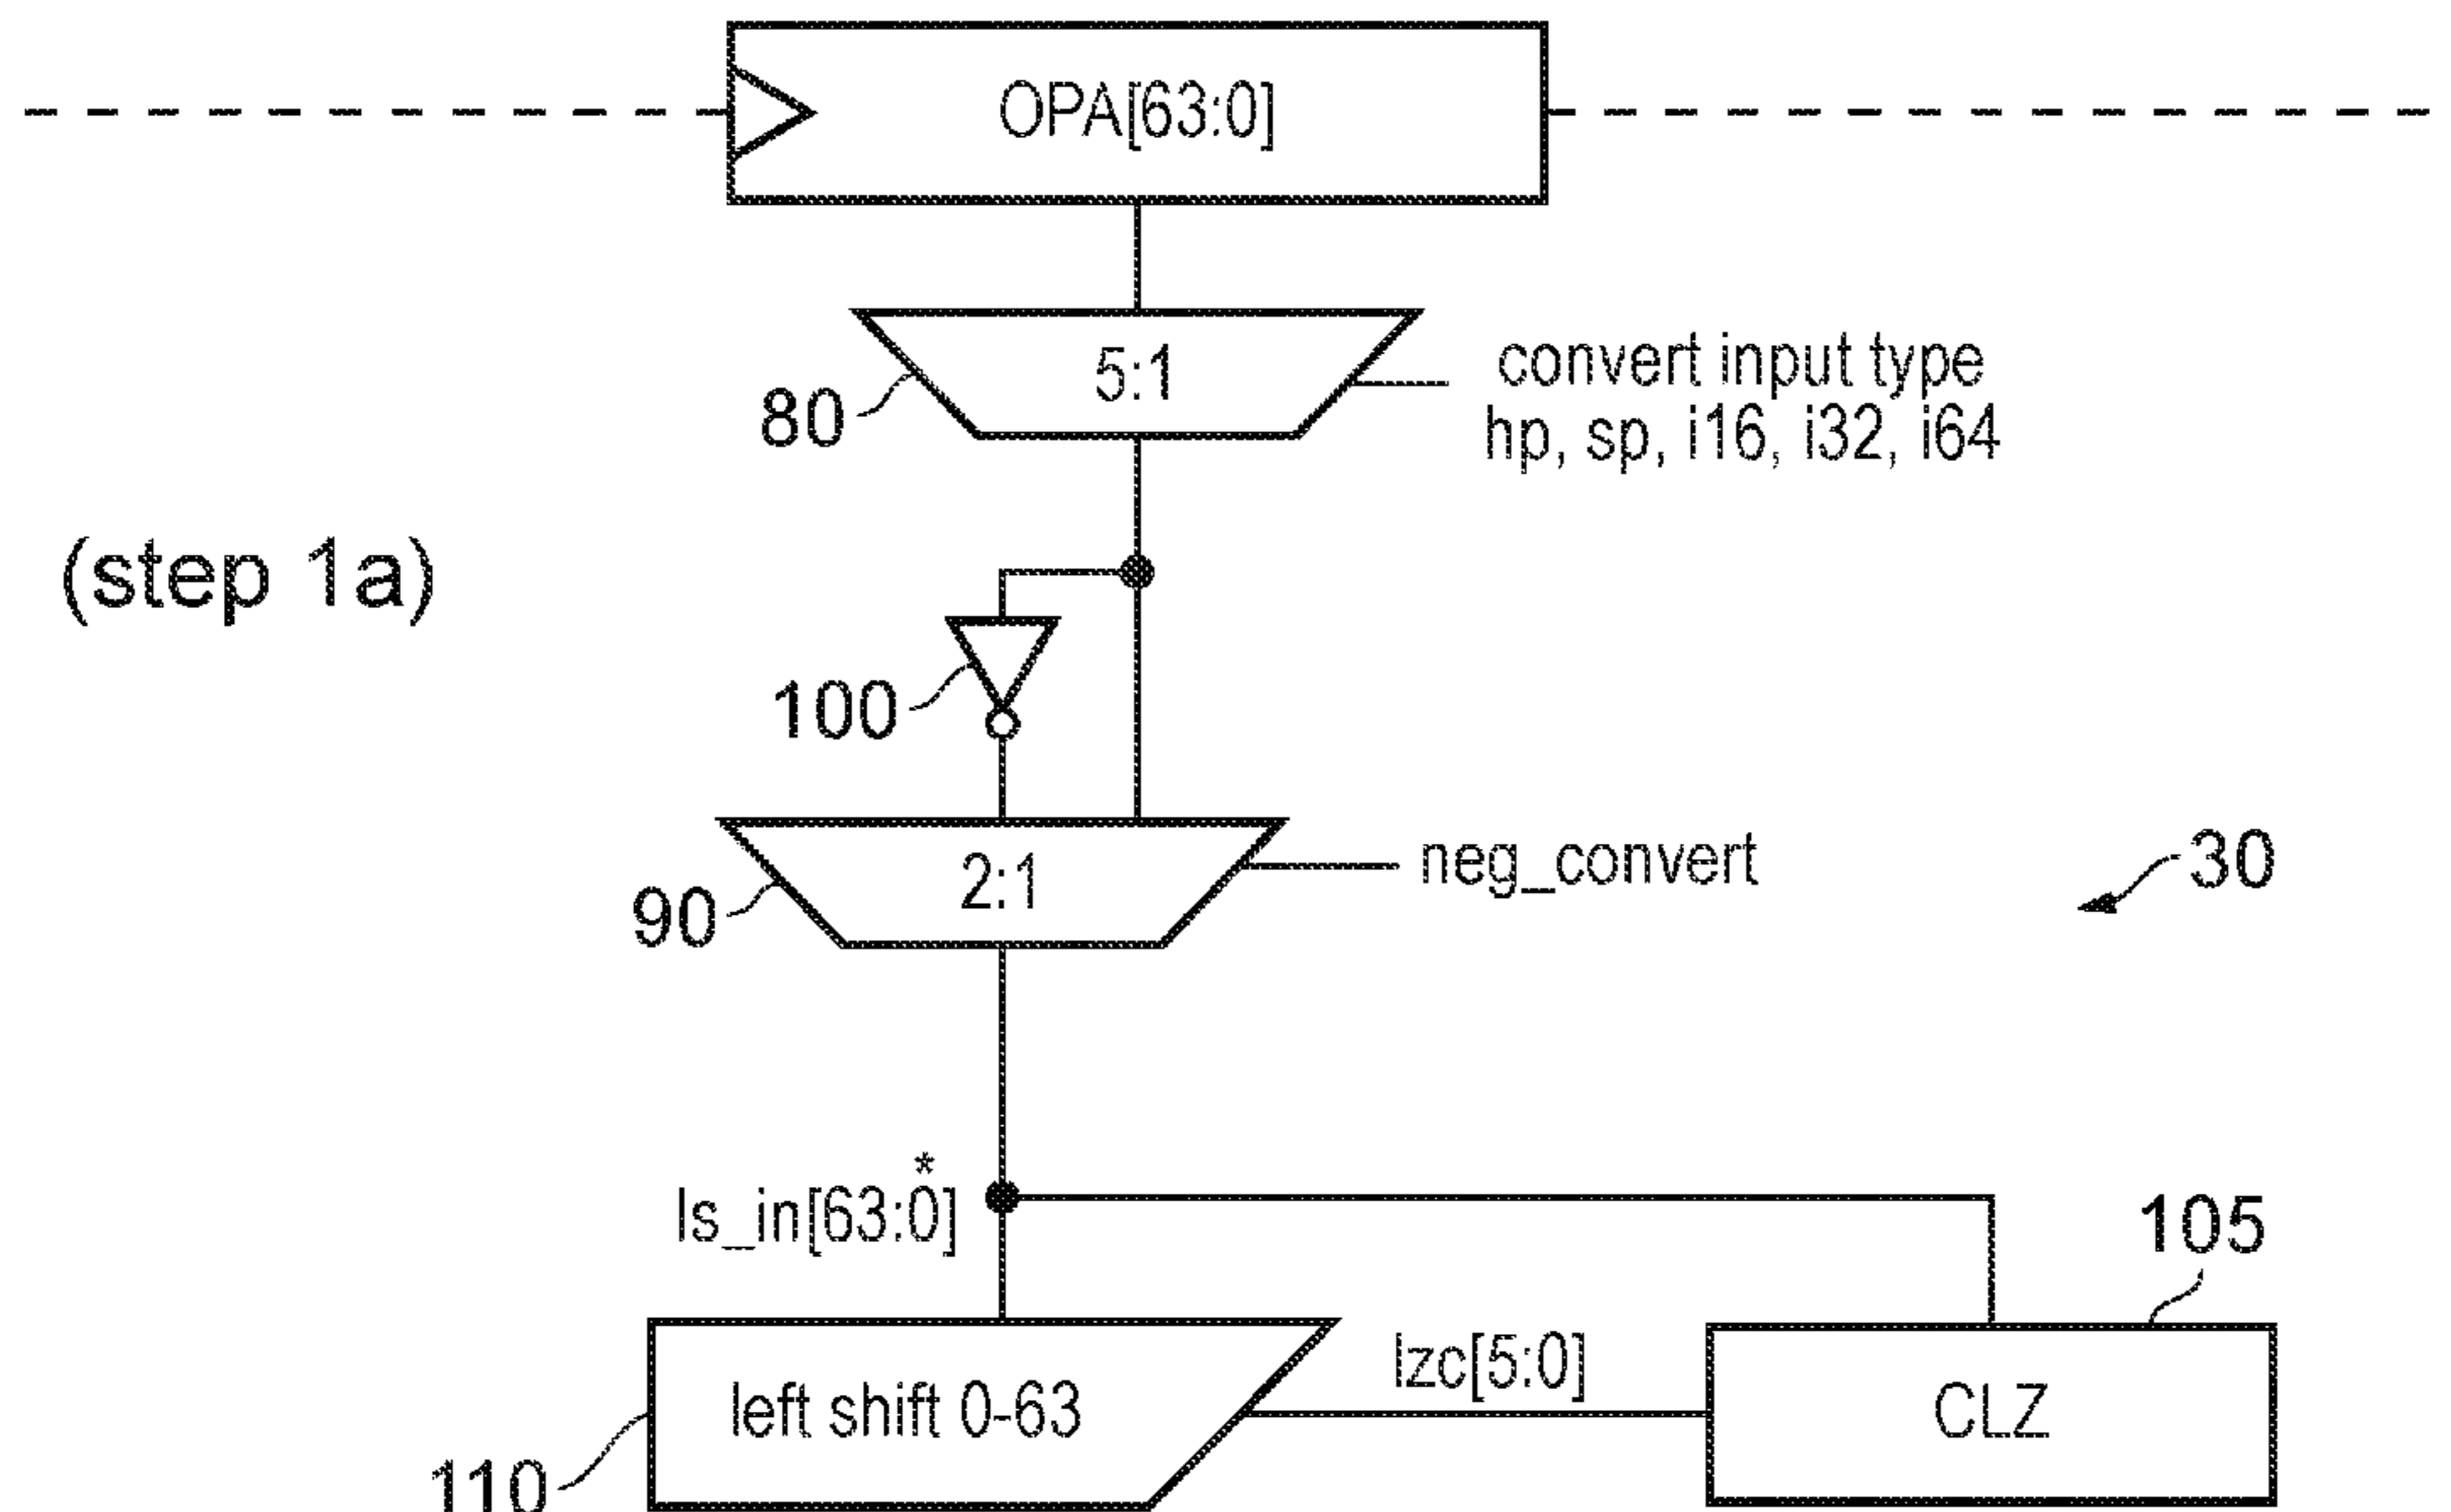 OPA[63:0]
5:1
convert input type
hp, sp, i16, i32, i64
80
(step 1a)
100
2:1
neg_convert
90
30
*
ls_in[63:0]
105
lzc[5:0]
left shift 0-63
CLZ
110